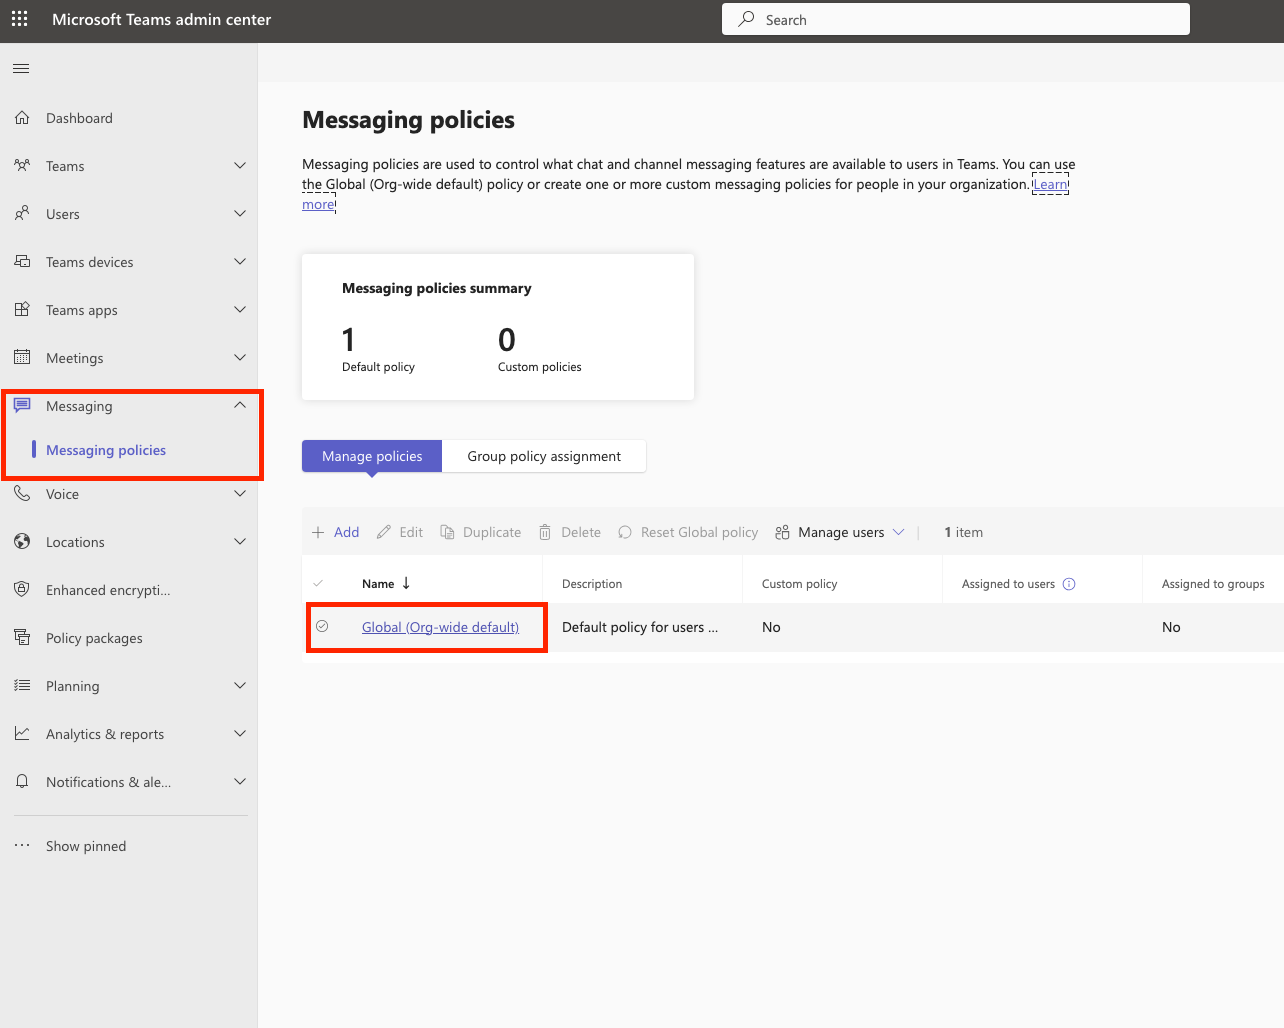 Microsoft Teams admin center
Search
Dashboard
Teams
Users
Teams devices
Teams apps
Meetings
Messaging
Messaging policies
Voice
Locations
Enhanced encrypti...
Policy packages
Planning
Analytics & reports
Notifications & ale...
Show pinned
Messaging policies
Messaging policies are used to control what chat and channel messaging features are available to users in Teams. You can use
the Global (Org-wide default) policy or create one or more custom messaging policies for people in your organization. Learn
more
Messaging policies summary
1 0
Default policy Custom policies
Manage policies Group policy assignment
Add Edit Duplicate Delete Reset Global policy Manage users 1 item
Name ↓ Description Custom policy Assigned to users Assigned to groups
Global (Org-wide default) Default policy for users ... No No